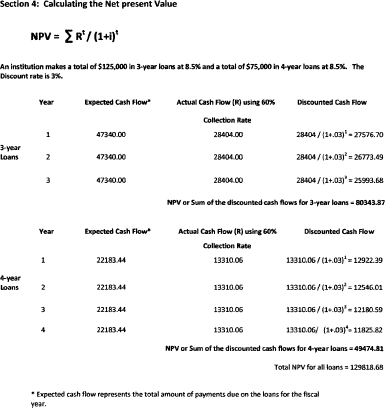 Section 4: Calculating the Net present Value
NPV = ∑ Rᵗ / (1+i)ᵗ
An institution makes a total of $125,000 in 3-year loans at 8.5% and a total of $75,000 in 4-year loans at 8.5%. The
Discount rate is 3%.
Year Expected Cash Flow* Actual Cash Flow (R) using 60% Discounted Cash Flow
Collection Rate
3-year
Loans
1 47340.00 28404.00 28404 / (1+.03)¹ = 27576.70
2 47340.00 28404.00 28404 / (1+.03)² = 26773.49
3 47340.00 28404.00 28404 / (1+.03)³ = 25993.68
NPV or Sum of the discounted cash flows for 3-year loans = 80343.87
Year Expected Cash Flow* Actual Cash Flow (R) using 60% Discounted Cash Flow
Collection Rate
4-year
Loans
1 22183.44 13310.06 13310.06 / (1+.03)¹ = 12922.39
2 22183.44 13310.06 13310.06 / (1+.03)² = 12546.01
3 22183.44 13310.06 13310.06 / (1+.03)³ = 12180.59
4 22183.44 13310.06 13310.06/ (1+.03)⁴= 11825.82
NPV or Sum of the discounted cash flows for 4-year loans = 49474.81
Total NPV for all loans = 129818.68
* Expected cash flow represents the total amount of payments due on the loans for the fiscal
year.